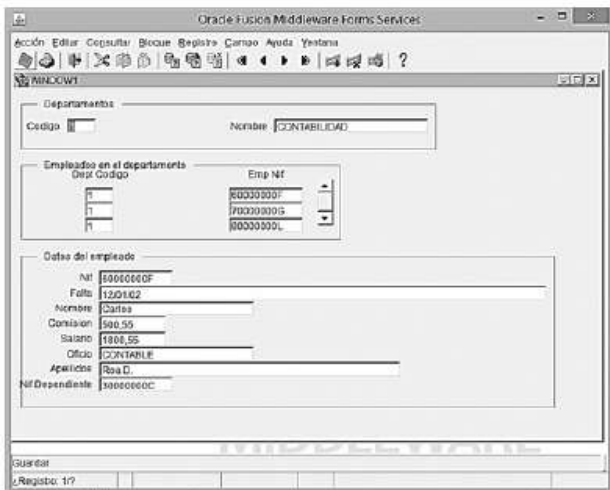 Oracle Fusion Middleware Forms Services
Acción Editar Consultar Bloque Registro Campo Ayuda Ventana
WINDOW1
Departamentos
Codigo 1 Nombre CONTABILIDAD
Empleados en el departamento
Dept Codigo Emp Nif
1 60000000F
1 70000000G
1 80000000L
Datos del empleado
Nif 60000000F
Falta 12/01/02
Nombre Carlos
Comision 500,55
Salario 1800,55
Oficio CONTABLE
Apellidos Roa D.
Nif Dependiente 30000000C
MIDDLEWARE
Guardar
¿Registro: 1/?